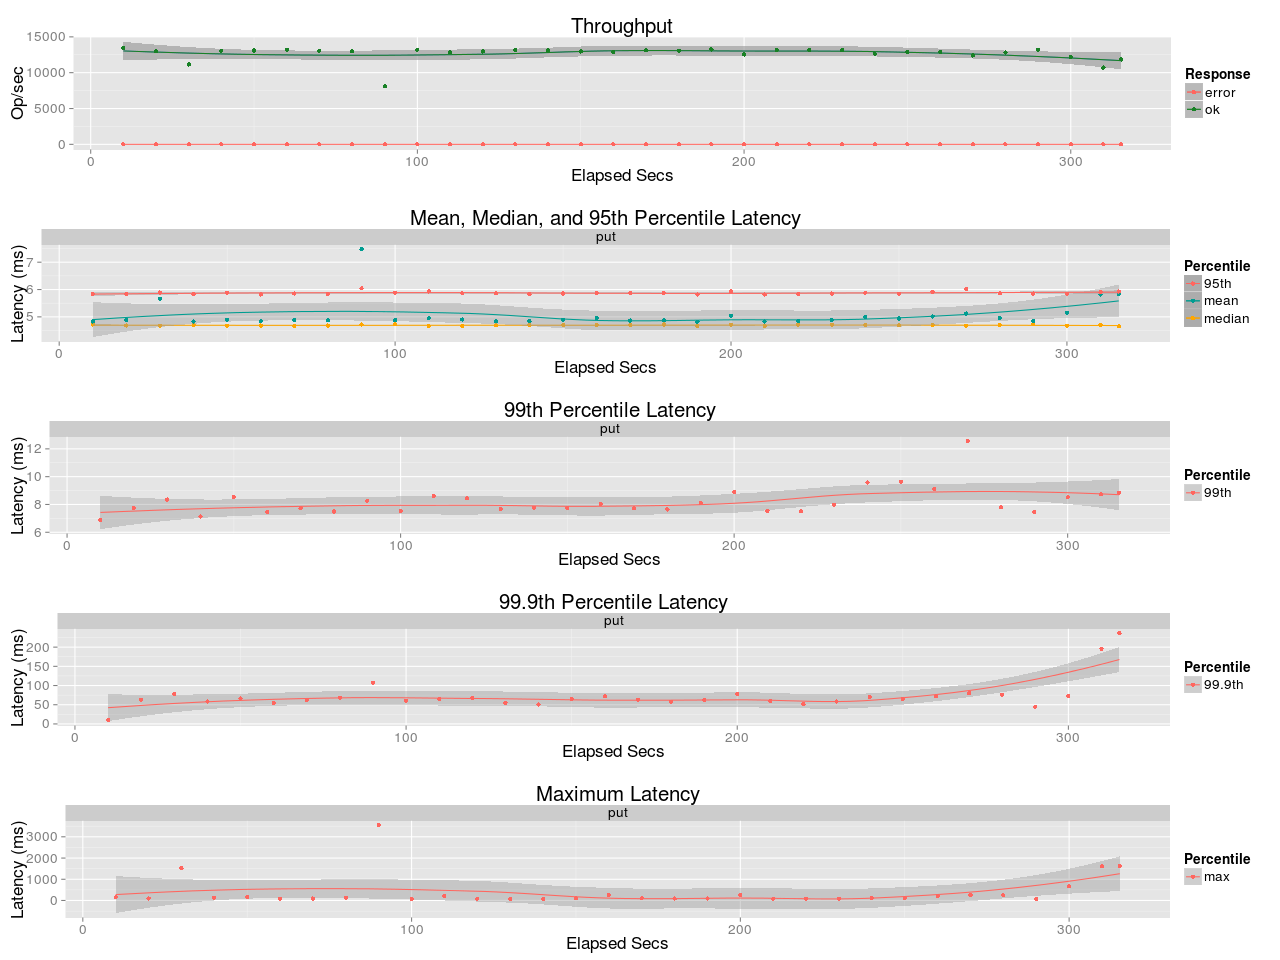 Throughput
15000
10000
5000
0
Op/sec
0 100 200 300
Elapsed Secs
Response
error
ok
Mean, Median, and 95th Percentile Latency
put
7
6
5
Latency (ms)
0 100 200 300
Elapsed Secs
Percentile
95th
mean
median
99th Percentile Latency
put
12
10
8
6
Latency (ms)
0 100 200 300
Elapsed Secs
Percentile
99th
99.9th Percentile Latency
put
200
150
100
50
0
Latency (ms)
0 100 200 300
Elapsed Secs
Percentile
99.9th
Maximum Latency
put
3000
2000
1000
0
Latency (ms)
0 100 200 300
Elapsed Secs
Percentile
max